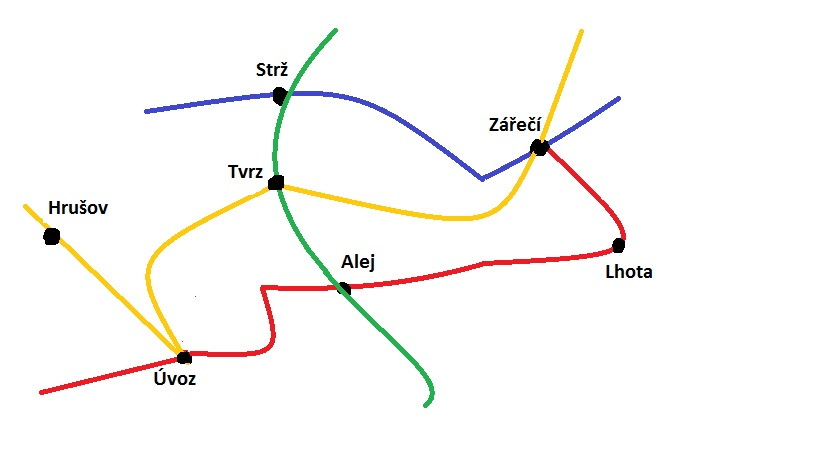 Strž
Zářečí
Tvrz
Hrušov
Alej
Lhota
Úvoz